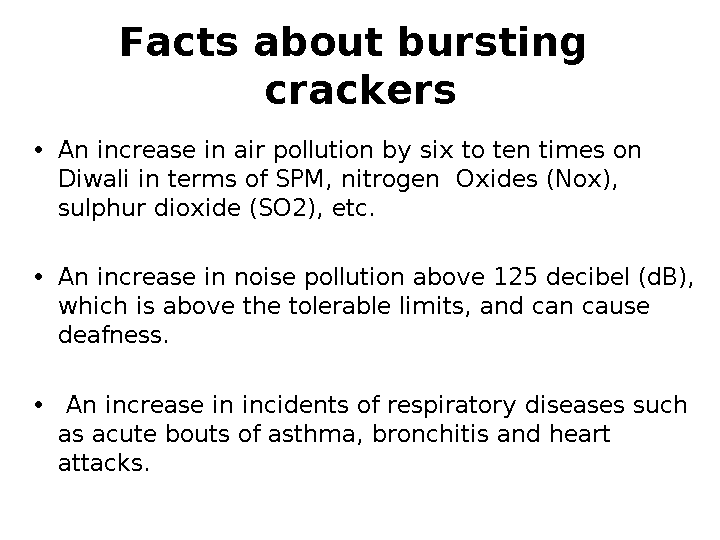 Facts about bursting
crackers
• An increase in air pollution by six to ten times on
Diwali in terms of SPM, nitrogen  Oxides (Nox),
sulphur dioxide (SO2), etc.
• An increase in noise pollution above 125 decibel (dB),
which is above the tolerable limits, and can cause
deafness.
•  An increase in incidents of respiratory diseases such
as acute bouts of asthma, bronchitis and heart
attacks.